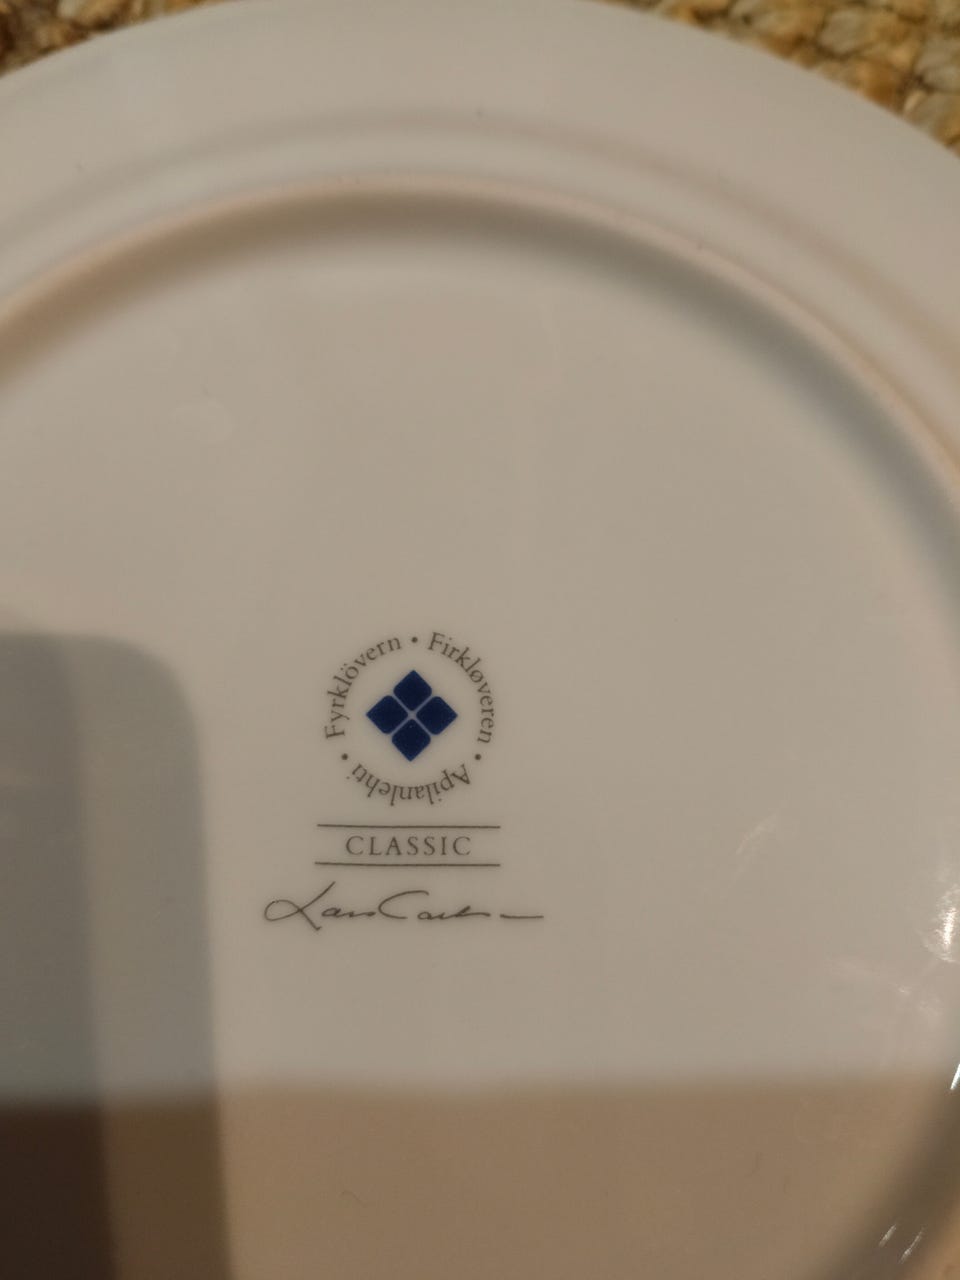 Fyrklövern • Firkløveren • Apilanlehti •
CLASSIC